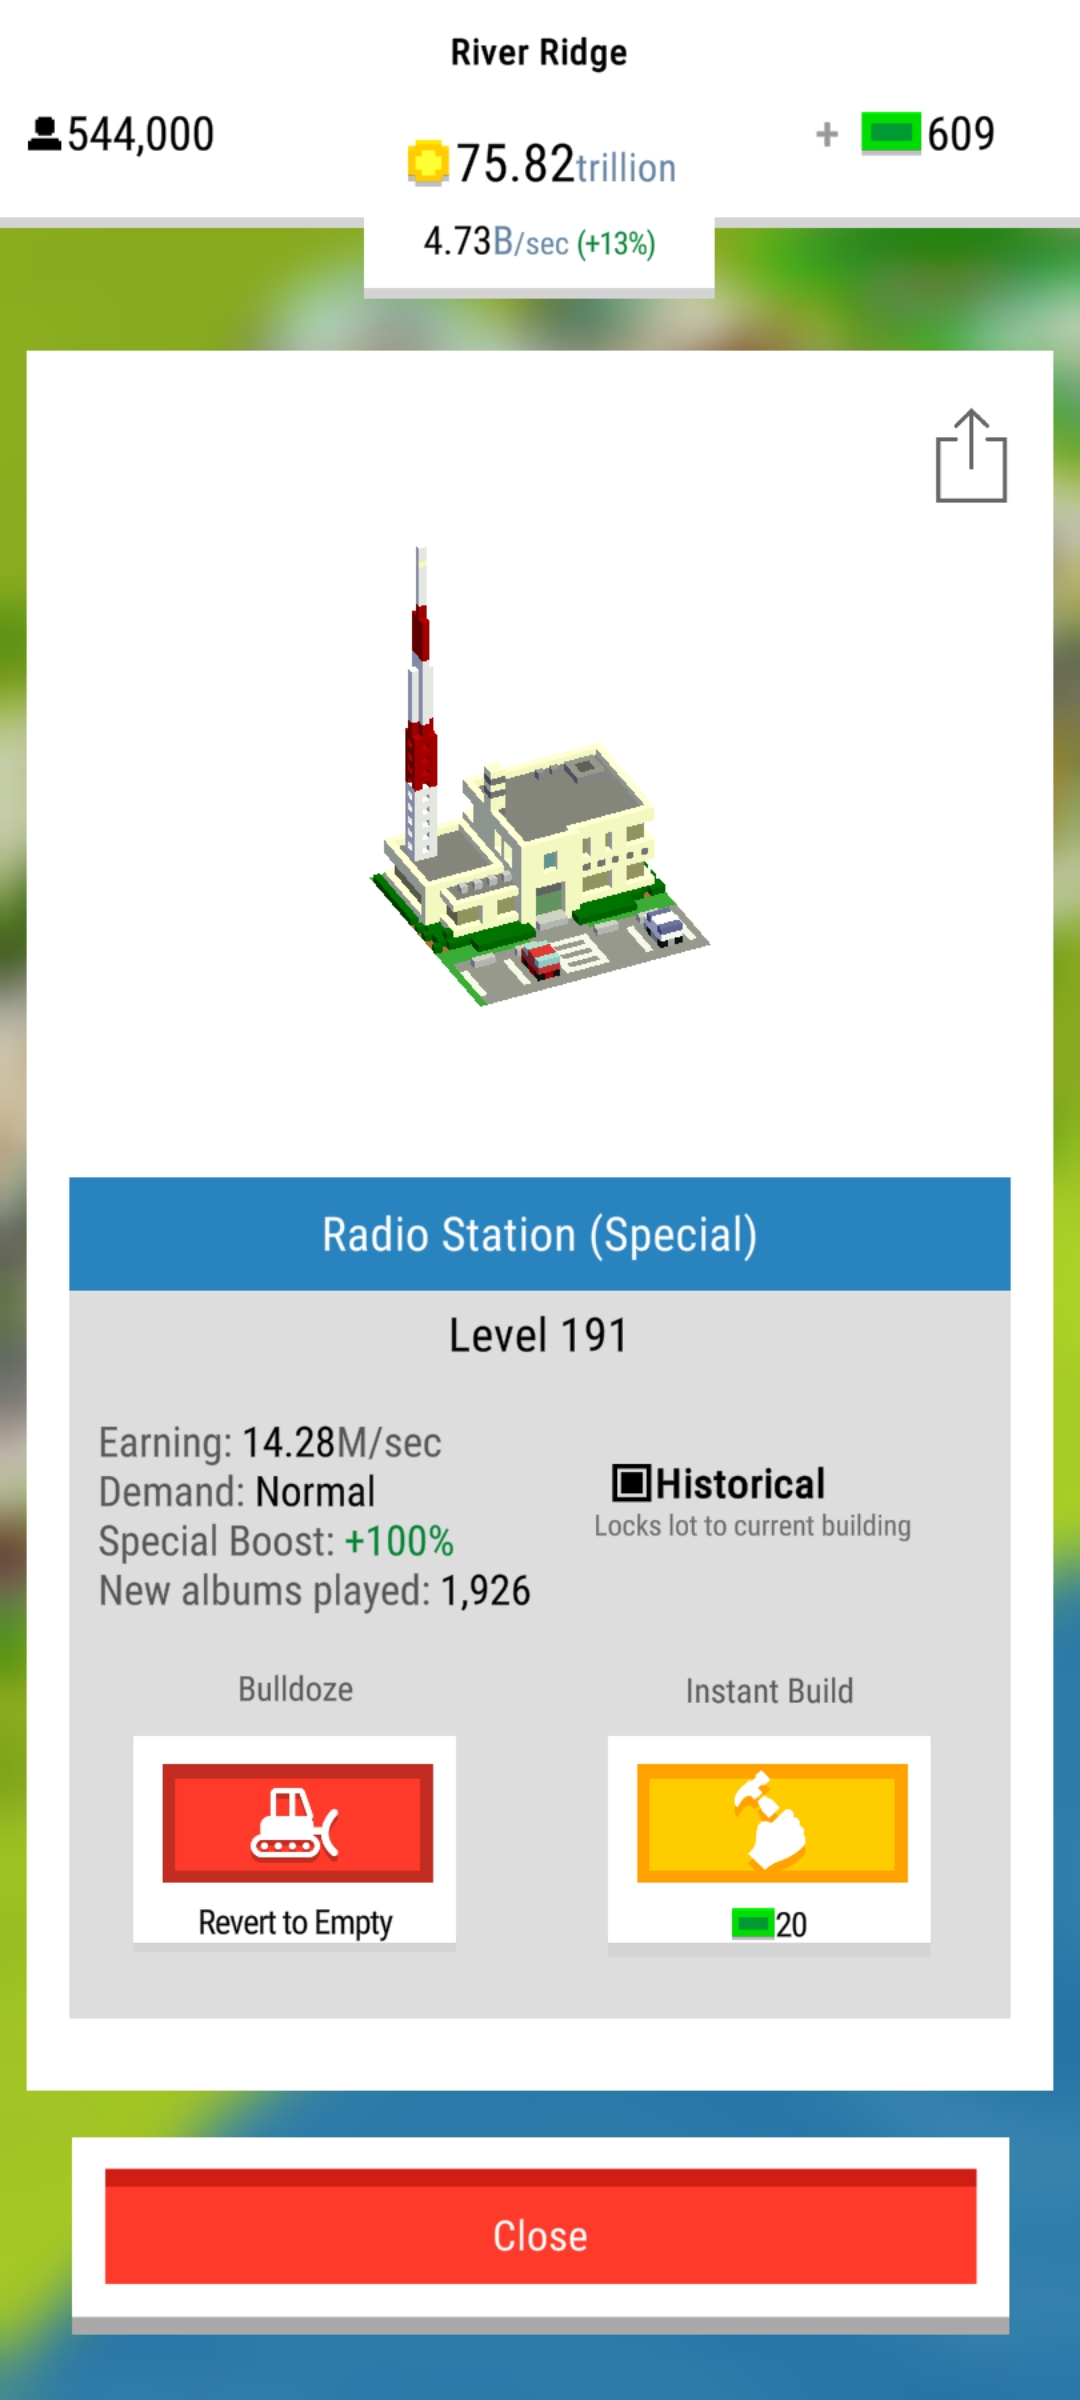 River Ridge
544,000
75.82trillion
+ 609
4.73B/sec (+13%)
Radio Station (Special)
Level 191
Earning: 14.28M/sec
Demand: Normal
Special Boost: +100%
New albums played: 1,926
Historical
Locks lot to current building
Bulldoze
Instant Build
Revert to Empty
20
Close